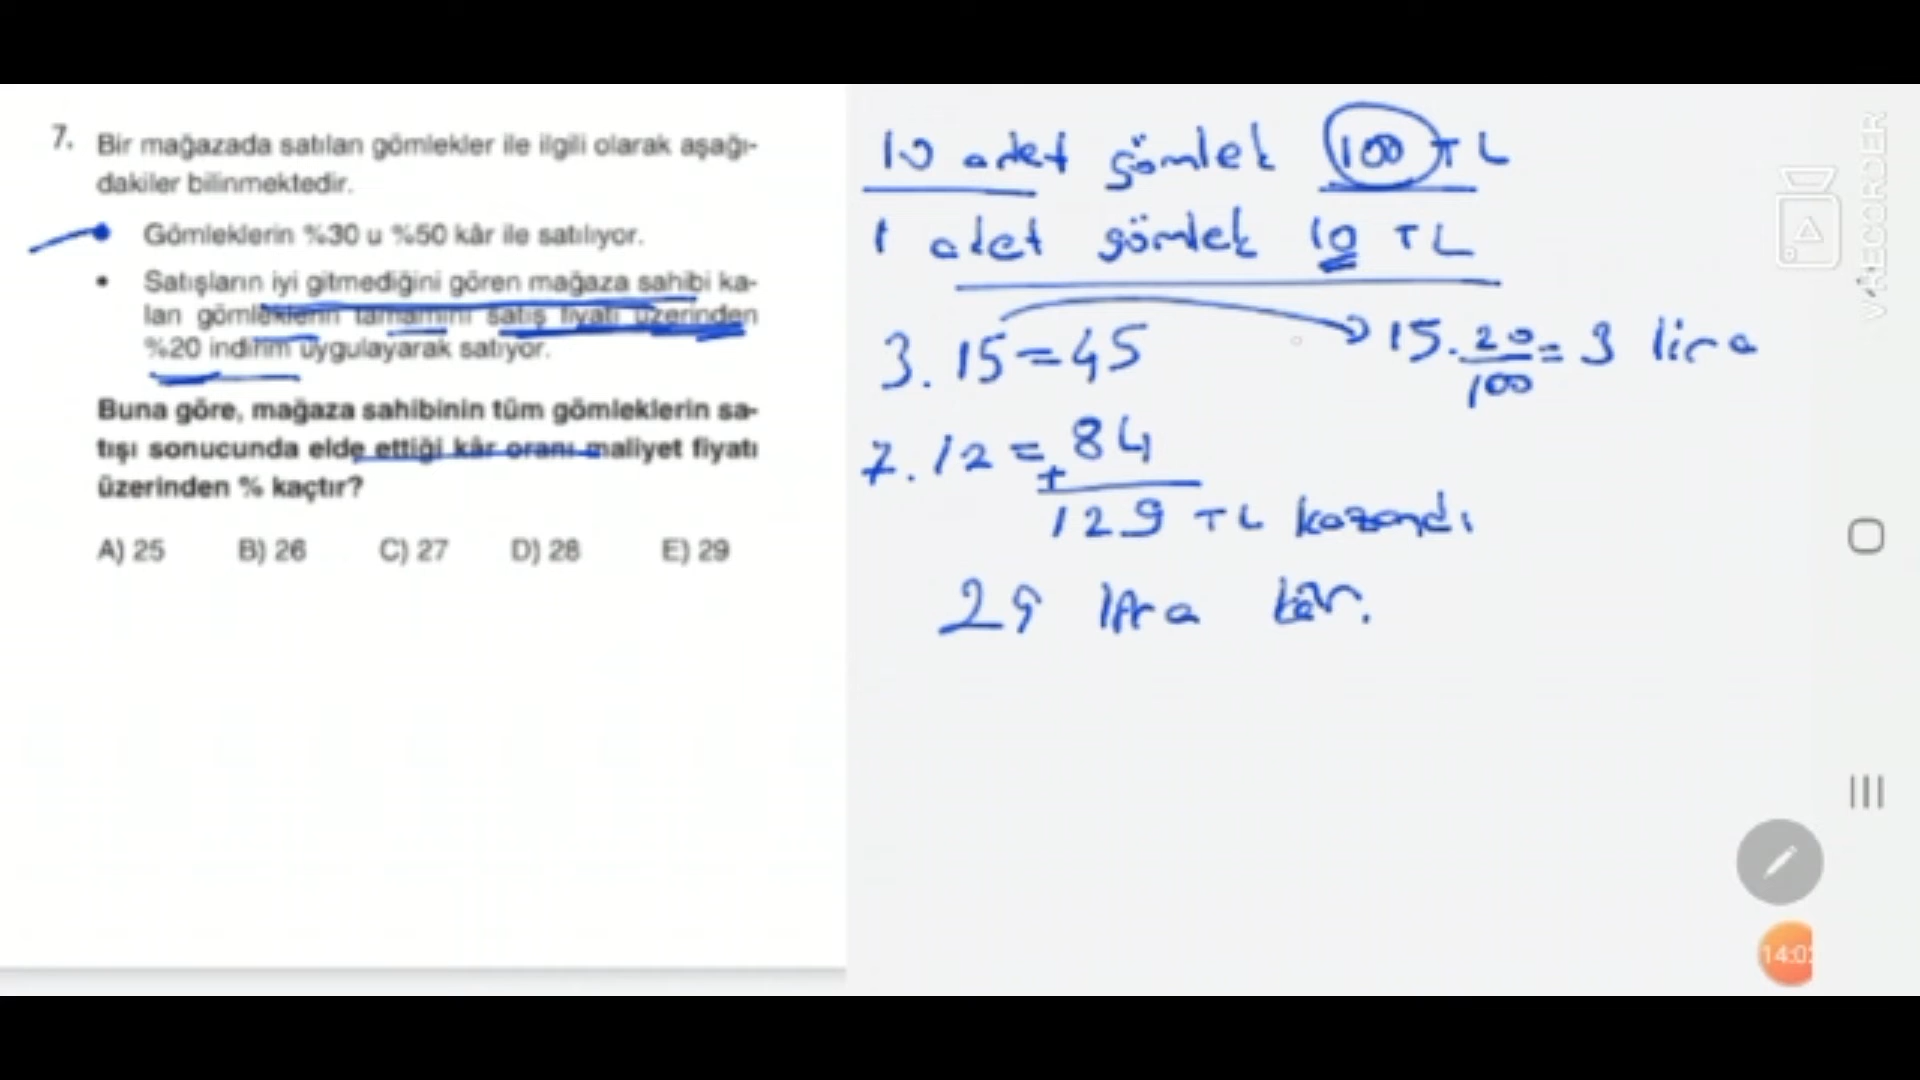 7. Bir mağazada satılan gömlekler ile ilgili olarak aşağı-
dakiler bilinmektedir.
• Gömleklerin %30 u %50 kâr ile satılıyor.
• Satışların iyi gitmediğini gören mağaza sahibi ka-
lan gömleklerin tamamını satış fiyatı üzerinden
%20 indirim uygulayarak satıyor.
Buna göre, mağaza sahibinin tüm gömleklerin sa-
tışı sonucunda elde ettiği kâr oranı maliyet fiyatı
üzerinden % kaçtır?
A) 25 B) 26 C) 27 D) 28 E) 29
10 adet gömlek 100 TL
1 adet gömlek 10 TL
3.15=45 15.20/100=3 lira
7.12=+84
129 TL kazandı
29 lira kâr.
V RECORDER
14:02